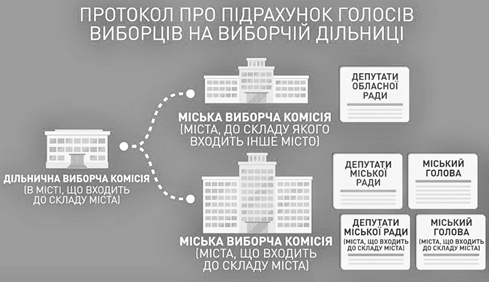 ПРОТОКОЛ ПРО ПІДРАХУНОК ГОЛОСІВ
ВИБОРЦІВ НА ВИБОРЧІЙ ДІЛЬНИЦІ
ДІЛЬНИЧНА ВИБОРЧА КОМІСІЯ
(В МІСТІ, ЩО ВХОДИТЬ
ДО СКЛАДУ МІСТА)
МІСЬКА ВИБОРЧА КОМІСІЯ
(МІСТА, ДО СКЛАДУ ЯКОГО
ВХОДИТЬ ІНШЕ МІСТО)
ДЕПУТАТИ
ОБЛАСНОЇ
РАДИ
МІСЬКА ВИБОРЧА КОМІСІЯ
(МІСТА, ЩО ВХОДИТЬ
ДО СКЛАДУ МІСТА)
ДЕПУТАТИ
МІСЬКОЇ
РАДИ
МІСЬКИЙ
ГОЛОВА
ДЕПУТАТИ
МІСЬКОЇ РАДИ
(МІСТА, ЩО ВХОДИТЬ
ДО СКЛАДУ МІСТА)
МІСЬКИЙ
ГОЛОВА
(МІСТА, ЩО ВХОДИТЬ
ДО СКЛАДУ МІСТА)